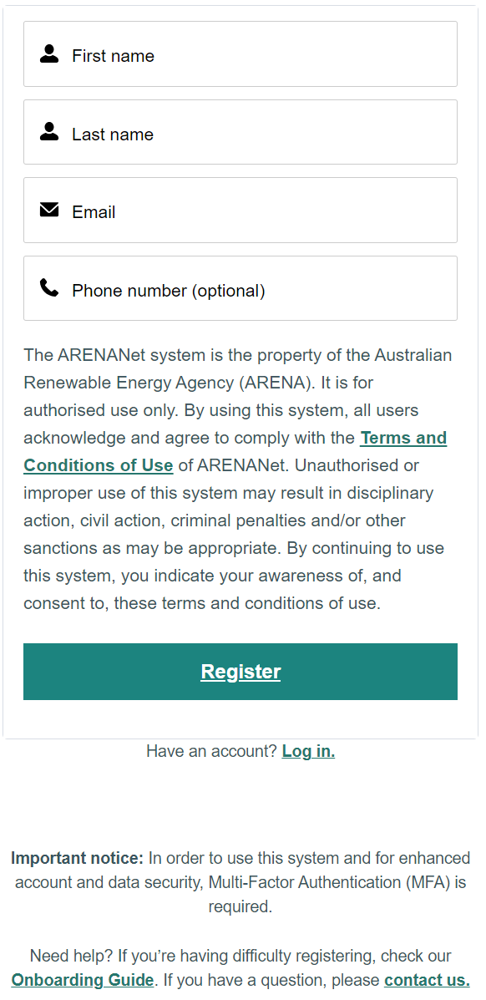 First name
Last name
Email
Phone number (optional)
The ARENANet system is the property of the Australian
Renewable Energy Agency (ARENA). It is for
authorised use only. By using this system, all users
acknowledge and agree to comply with the Terms and
Conditions of Use of ARENANet. Unauthorised or
improper use of this system may result in disciplinary
action, civil action, criminal penalties and/or other
sanctions as may be appropriate. By continuing to use
this system, you indicate your awareness of, and
consent to, these terms and conditions of use.
Register
Have an account? Log in.
Important notice: In order to use this system and for enhanced
account and data security, Multi-Factor Authentication (MFA) is
required.
Need help? If you’re having difficulty registering, check our
Onboarding Guide. If you have a question, please contact us.